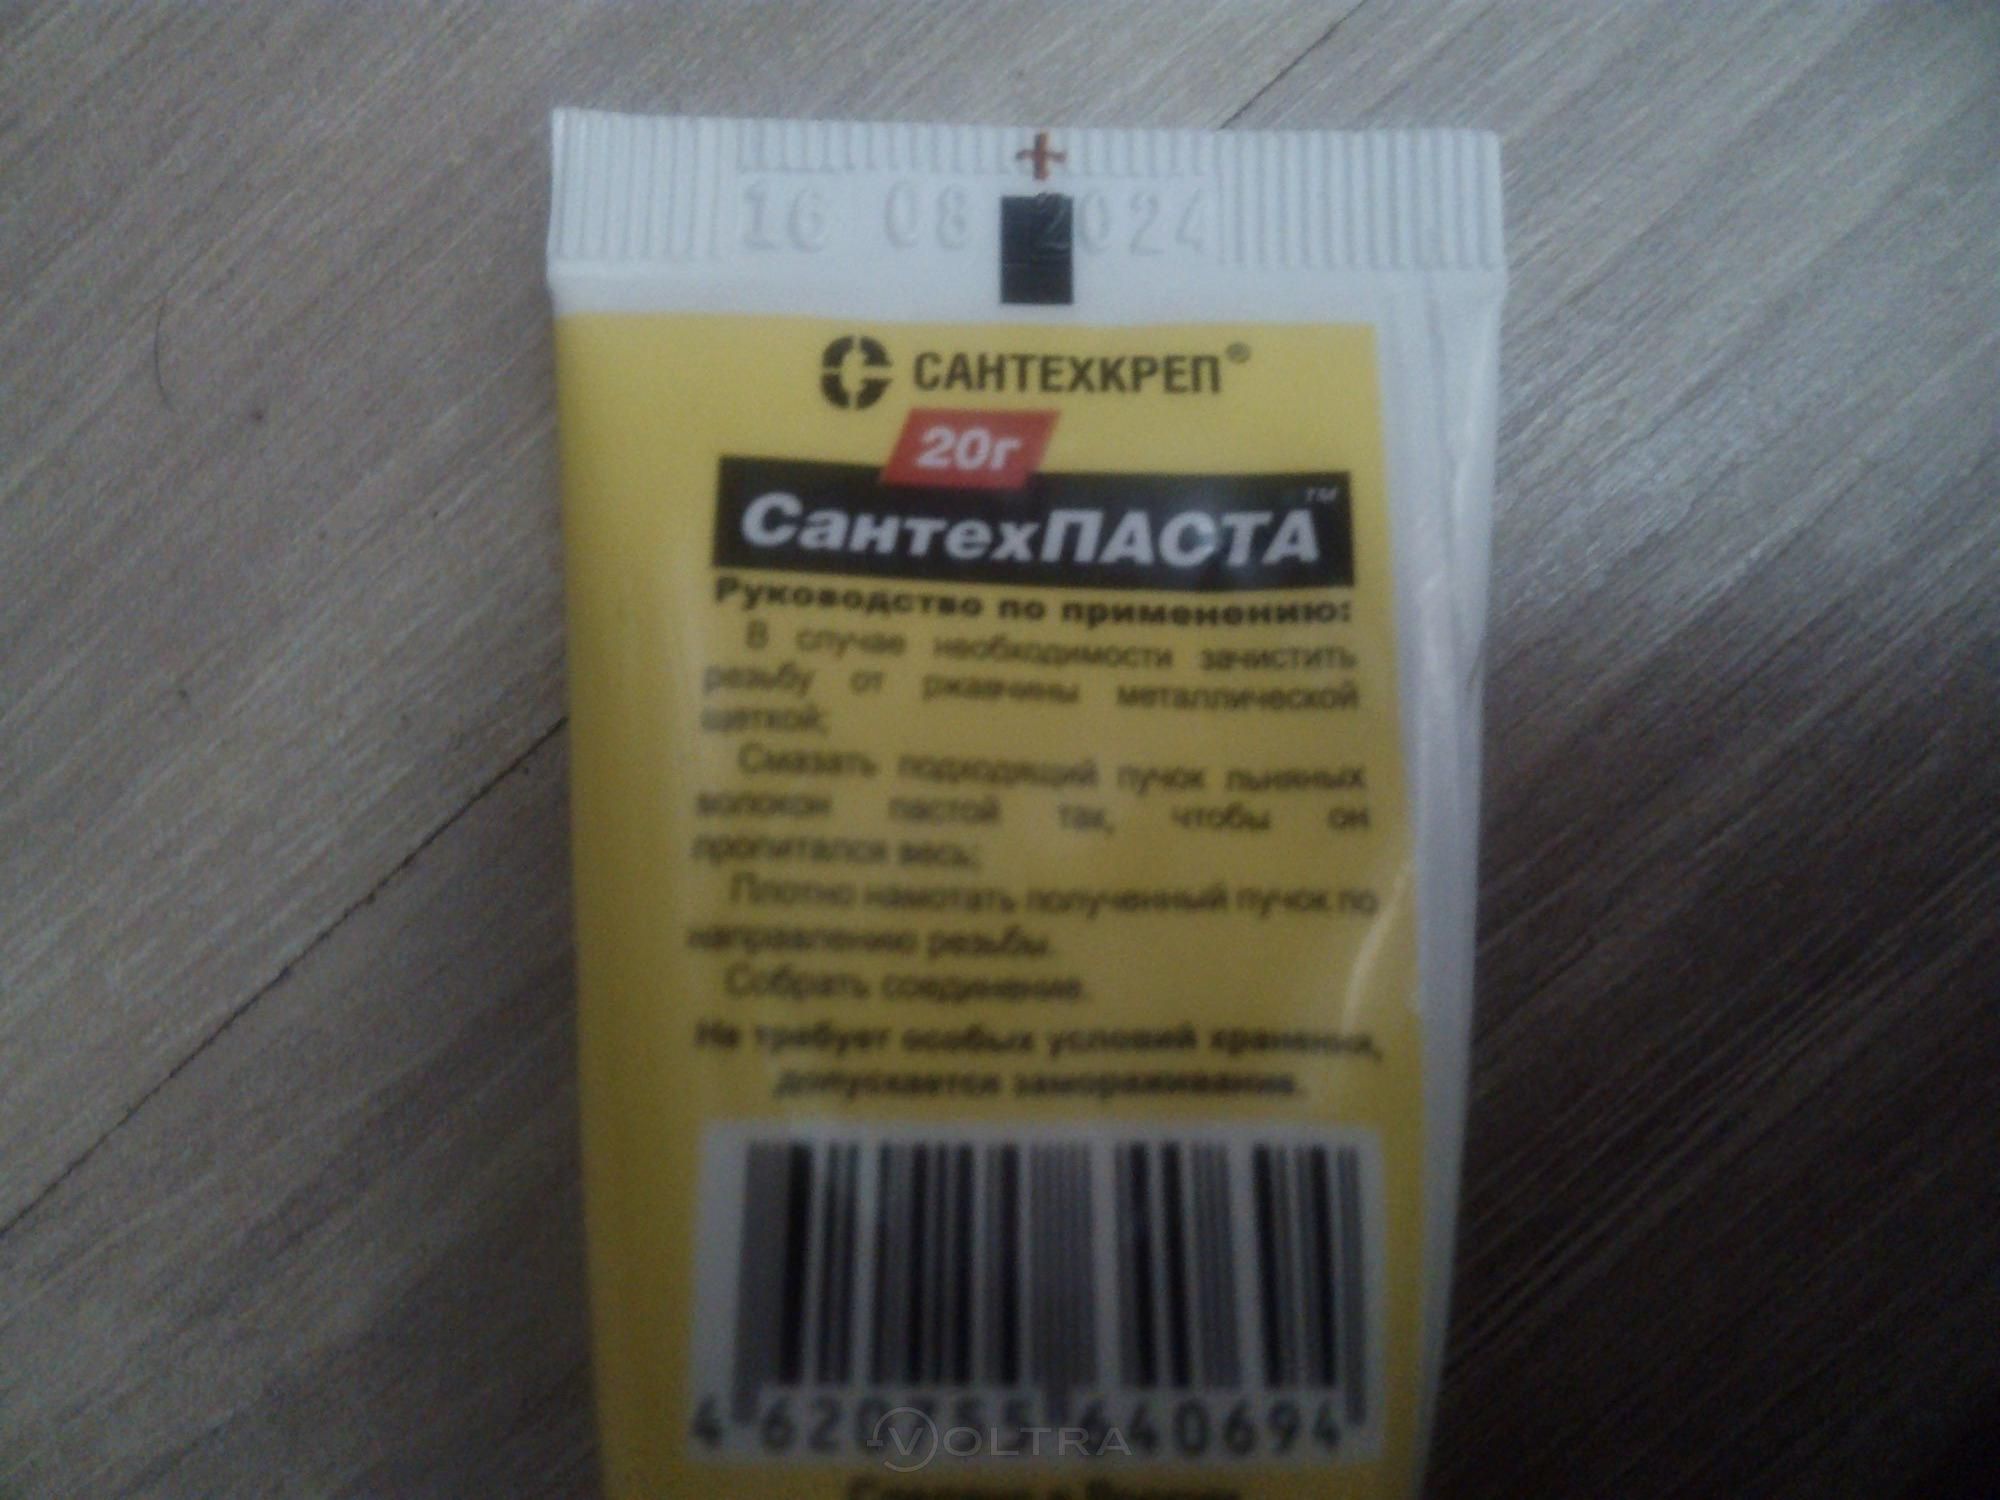 16 08 2024
САНТЕХКРЕП®
20г
СантехПАСТА™
Руководство по применению:
В случае необходимости зачистить
резьбу от ржавчины металлической
щеткой;
Смазать подходящий пучок льняных
волокон пастой так, чтобы он
пропитался весь;
Плотно намотать полученный пучок по
направлению резьбы.
Собрать соединение.
Не требует особых условий хранения,
допускается замораживание.
4 620755 640694
VOLTRA